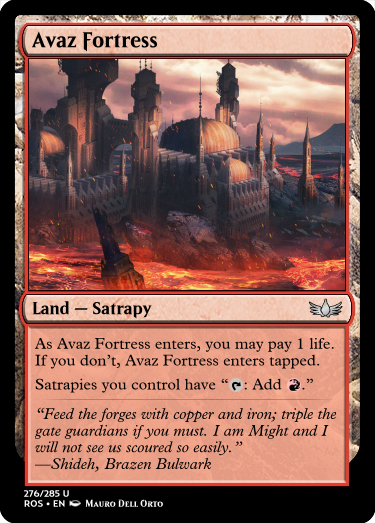 Avaz Fortress
Land — Satrapy
As Avaz Fortress enters, you may pay 1 life.
If you don't, Avaz Fortress enters tapped.
Satrapies you control have “: Add .”
“Feed the forges with copper and iron; triple the
gate guardians if you must. I am Might and I
will not see us scoured so easily.”
—Shideh, Brazen Bulwark
276/285 U
ROS • EN Mauro Dell Orto